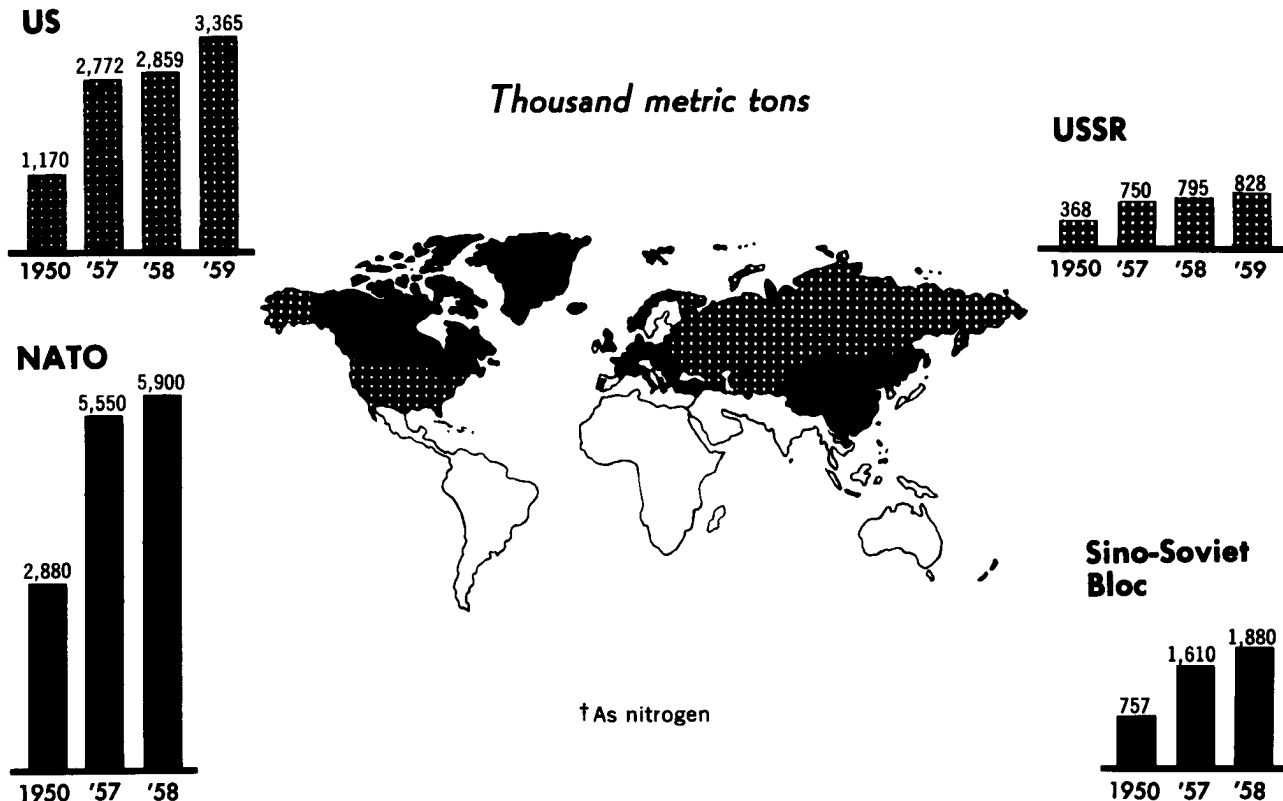 US
1,170
2,772
2,859
3,365
1950 '57 '58 '59
Thousand metric tons
USSR
368
750
795
828
1950 '57 '58 '59
NATO
2,880
5,550
5,900
1950 '57 '58
Sino-Soviet
Bloc
757
1,610
1,880
1950 '57 '58
†As nitrogen